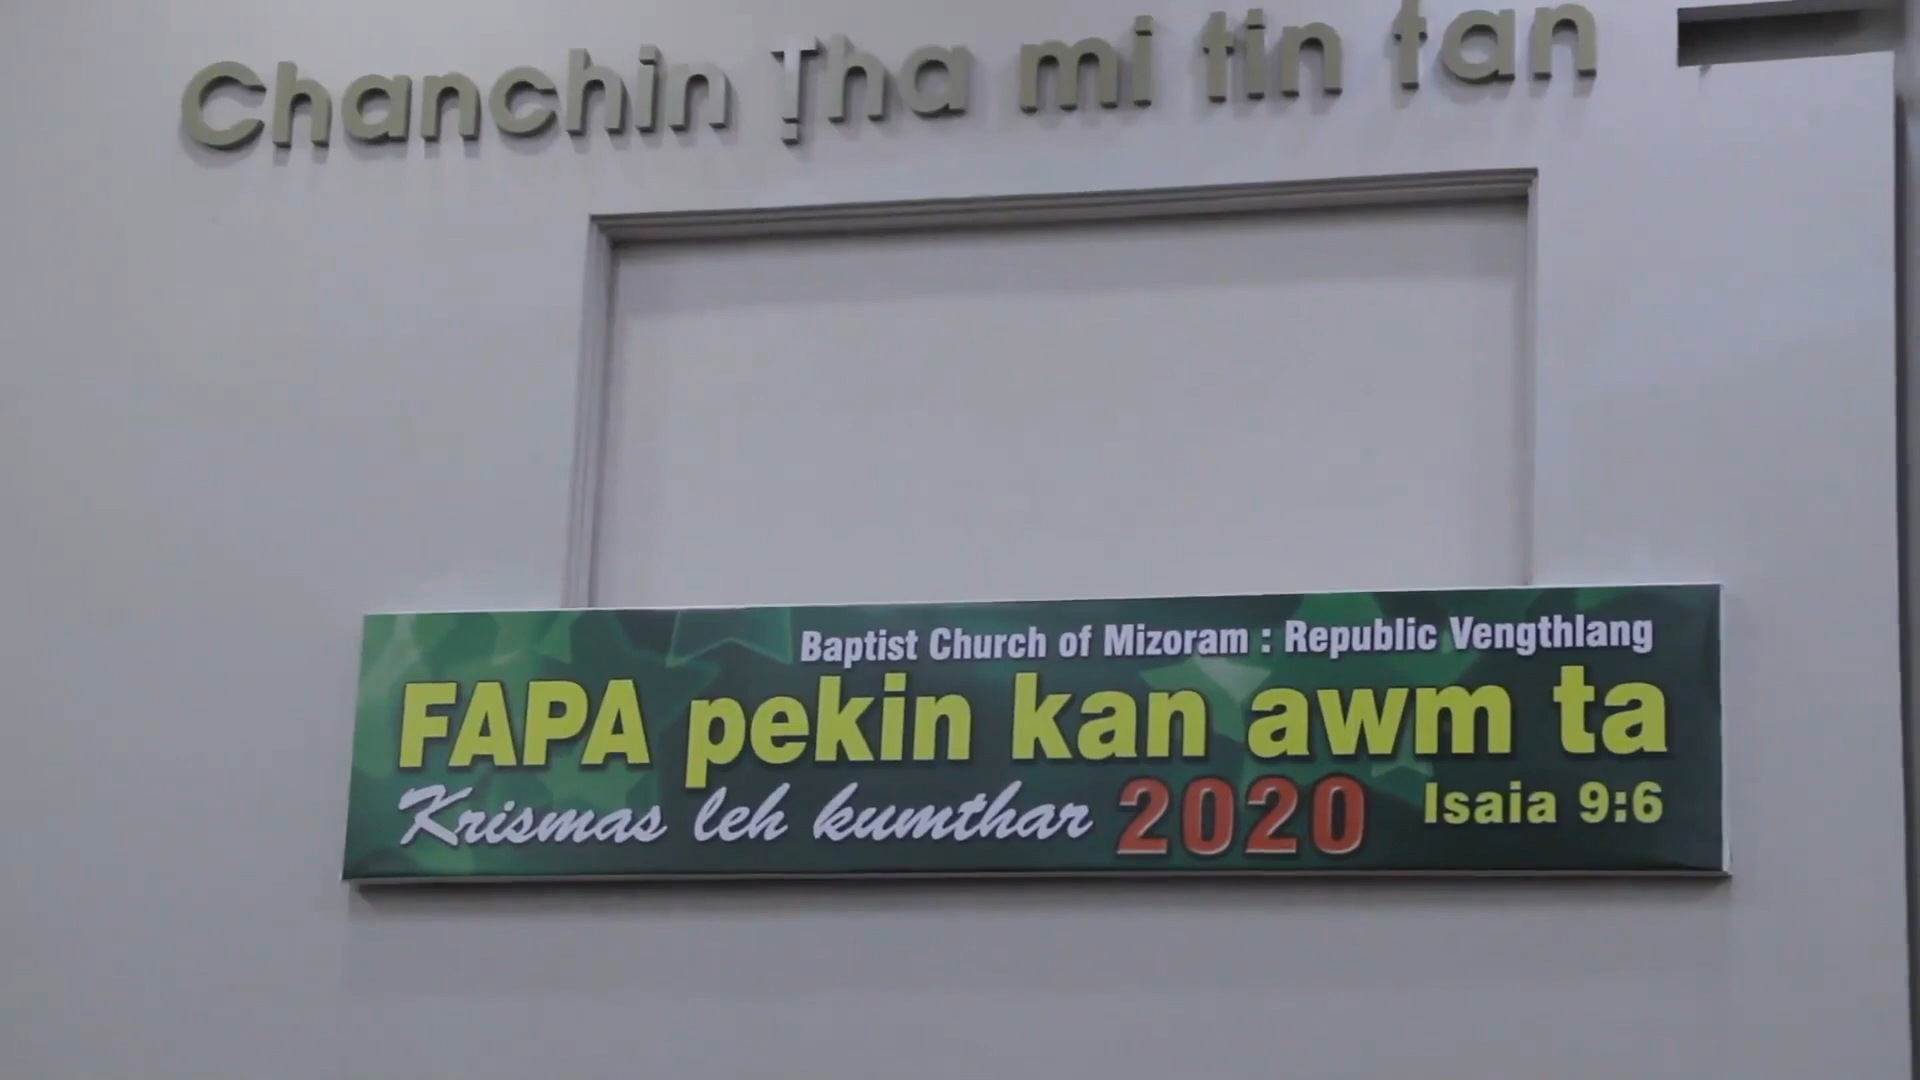 Chanchin Ṭha mi tin tan
Baptist Church of Mizoram : Republic Vengthlang
FAPA pekin kan awm ta
Krismas leh kumthar 2020 Isaia 9:6